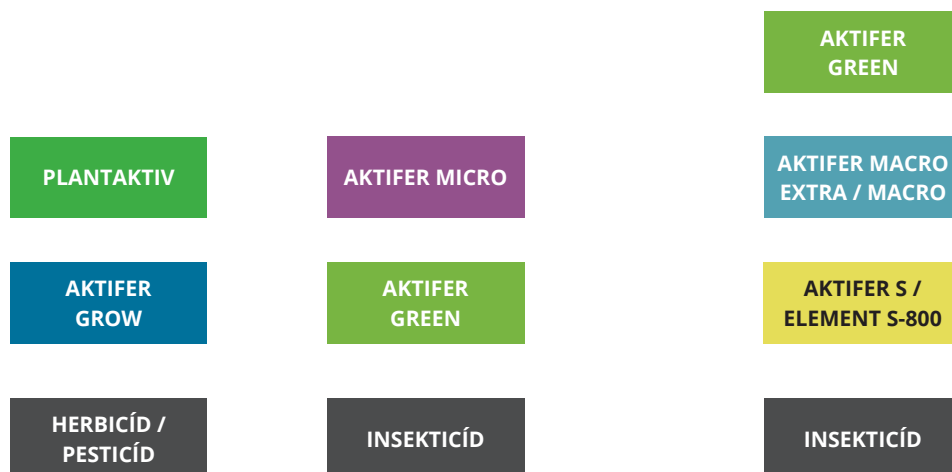 AKTIFER
GREEN
PLANTAKTIV
AKTIFER MICRO
AKTIFER MACRO
EXTRA / MACRO
AKTIFER
GROW
AKTIFER
GREEN
AKTIFER S /
ELEMENT S-800
HERBICÍD /
PESTICÍD
INSEKTICÍD
INSEKTICÍD